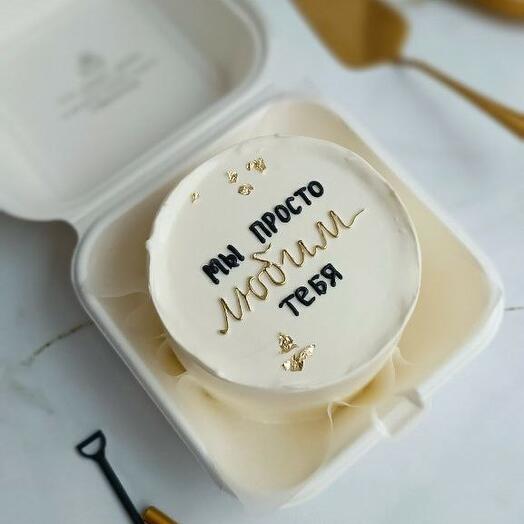 мы просто
любим
тебя